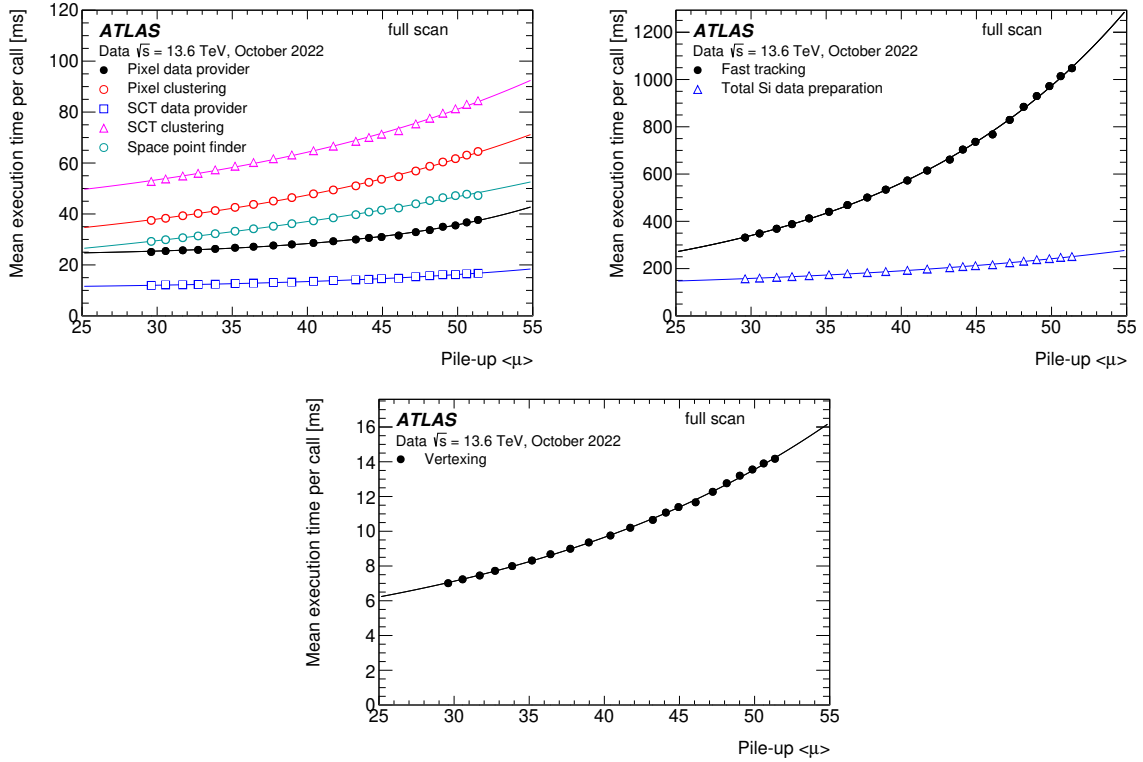 Mean execution time per call [ms]
120
100
80
60
40
20
0
ATLAS full scan
Data √s = 13.6 TeV, October 2022
Pixel data provider
Pixel clustering
SCT data provider
SCT clustering
Space point finder
25 30 35 40 45 50 55
Pile-up <μ>
Mean execution time per call [ms]
1200
1000
800
600
400
200
0
ATLAS full scan
Data √s = 13.6 TeV, October 2022
Fast tracking
Total Si data preparation
25 30 35 40 45 50 55
Pile-up <μ>
Mean execution time per call [ms]
16
14
12
10
8
6
4
2
0
ATLAS full scan
Data √s = 13.6 TeV, October 2022
Vertexing
25 30 35 40 45 50 55
Pile-up <μ>